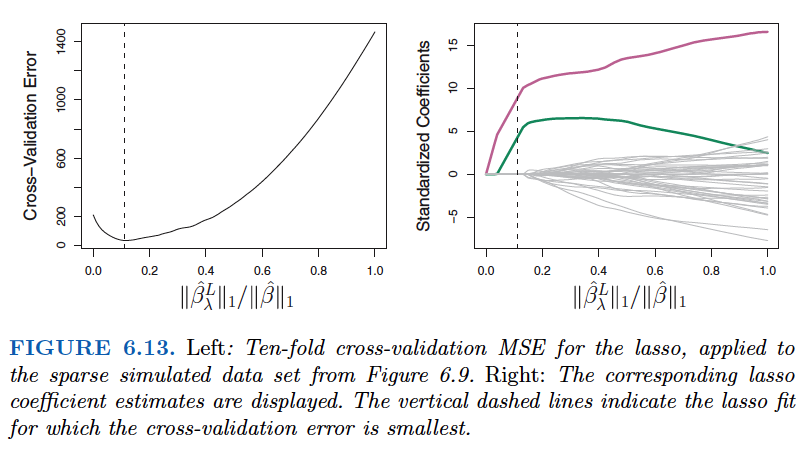 Cross−Validation Error
0 200 600 1000 1400
0.0 0.2 0.4 0.6 0.8 1.0
‖β̂ᴸ_λ‖₁/‖β̂‖₁
Standardized Coefficients
−5 0 5 10 15
0.0 0.2 0.4 0.6 0.8 1.0
‖β̂ᴸ_λ‖₁/‖β̂‖₁
FIGURE 6.13. Left: Ten-fold cross-validation MSE for the lasso, applied to
the sparse simulated data set from Figure 6.9. Right: The corresponding lasso
coefficient estimates are displayed. The vertical dashed lines indicate the lasso fit
for which the cross-validation error is smallest.